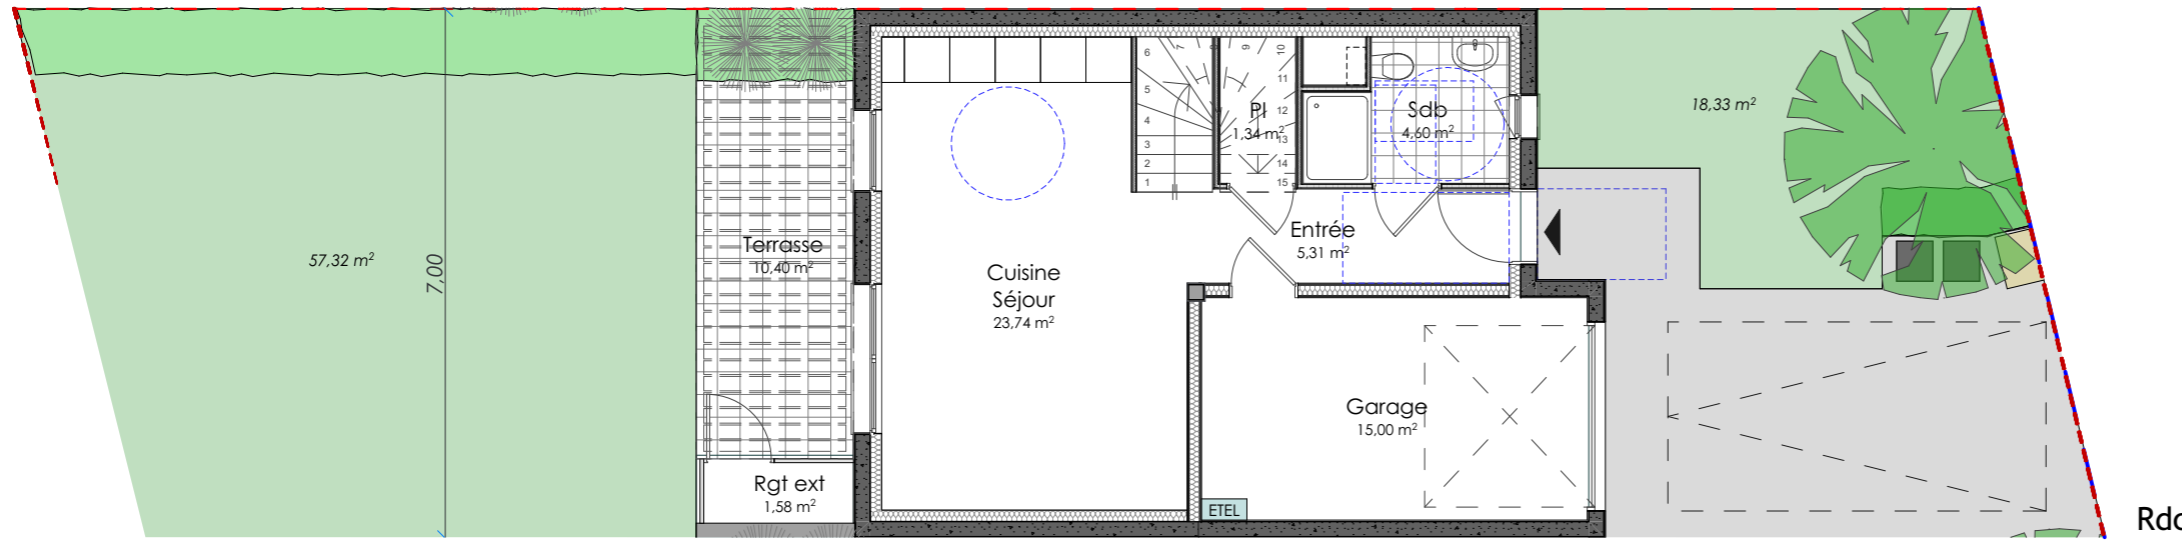 57,32 m²
7,00
Terrasse
10,40 m²
Rgt ext
1,58 m²
Cuisine
Séjour
23,74 m²
1
2
3
4
5
6
7
8
9
10
11
12
13
14
15
Pl
1,34 m²
Sdb
4,60 m²
Entrée
5,31 m²
Garage
15,00 m²
ETEL
18,33 m²
Rdc